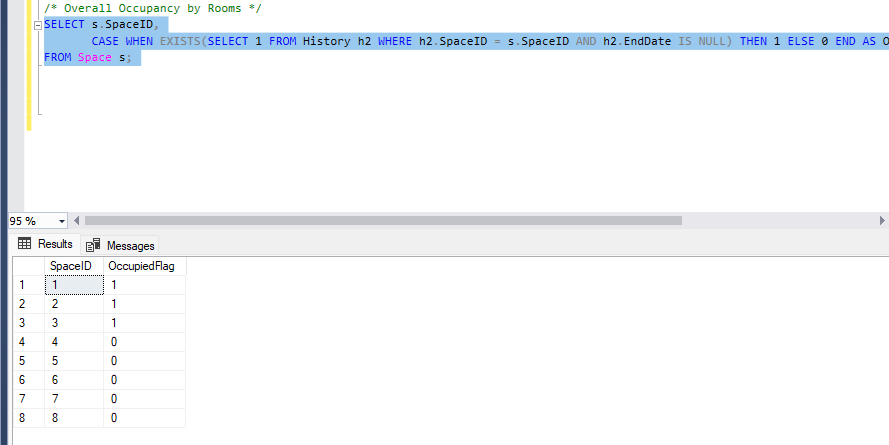 /* Overall Occupancy by Rooms */
SELECT s.SpaceID,
CASE WHEN EXISTS(SELECT 1 FROM History h2 WHERE h2.SpaceID = s.SpaceID AND h2.EndDate IS NULL) THEN 1 ELSE 0 END AS O
FROM Space s;
95 %
Results Messages
SpaceID OccupiedFlag
1 1 1
2 2 1
3 3 1
4 4 0
5 5 0
6 6 0
7 7 0
8 8 0